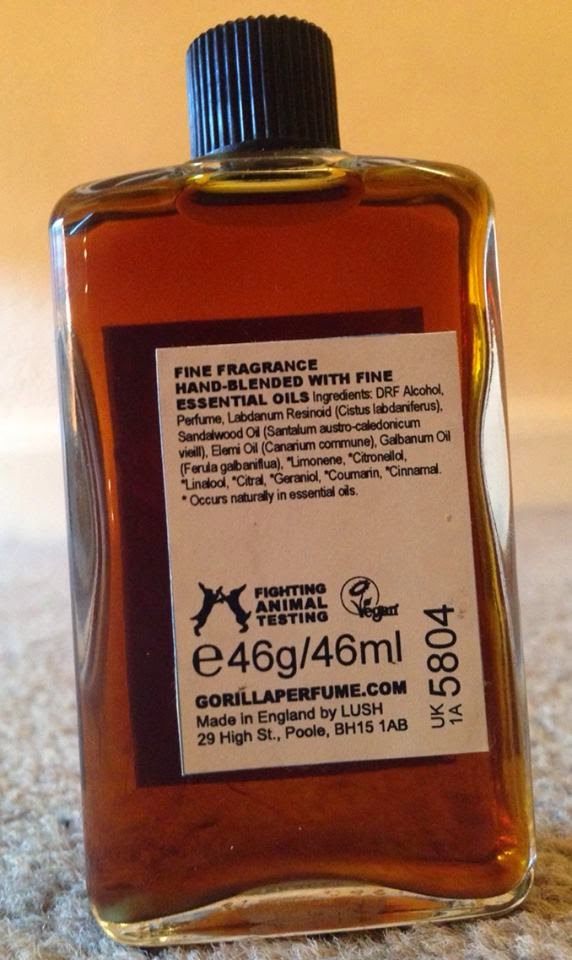 FINE FRAGRANCE
HAND-BLENDED WITH FINE
ESSENTIAL OILS Ingredients: DRF Alcohol,
Perfume, Labdanum Resinoid (Cistus labdaniferus),
Sandalwood Oil (Santalum austro-caledonicum
vieill), Elemi Oil (Canarium commune), Galbanum Oil
(Ferula galbaniflua), *Limonene, *Citronellol,
*Linalool, *Citral, *Geraniol, *Coumarin, *Cinnamal.
* Occurs naturally in essential oils.
FIGHTING
ANIMAL
TESTING
Vegan
e46g/46ml
GORILLAPERFUME.COM
Made in England by LUSH
29 High St., Poole, BH15 1AB
UK
1A
5804